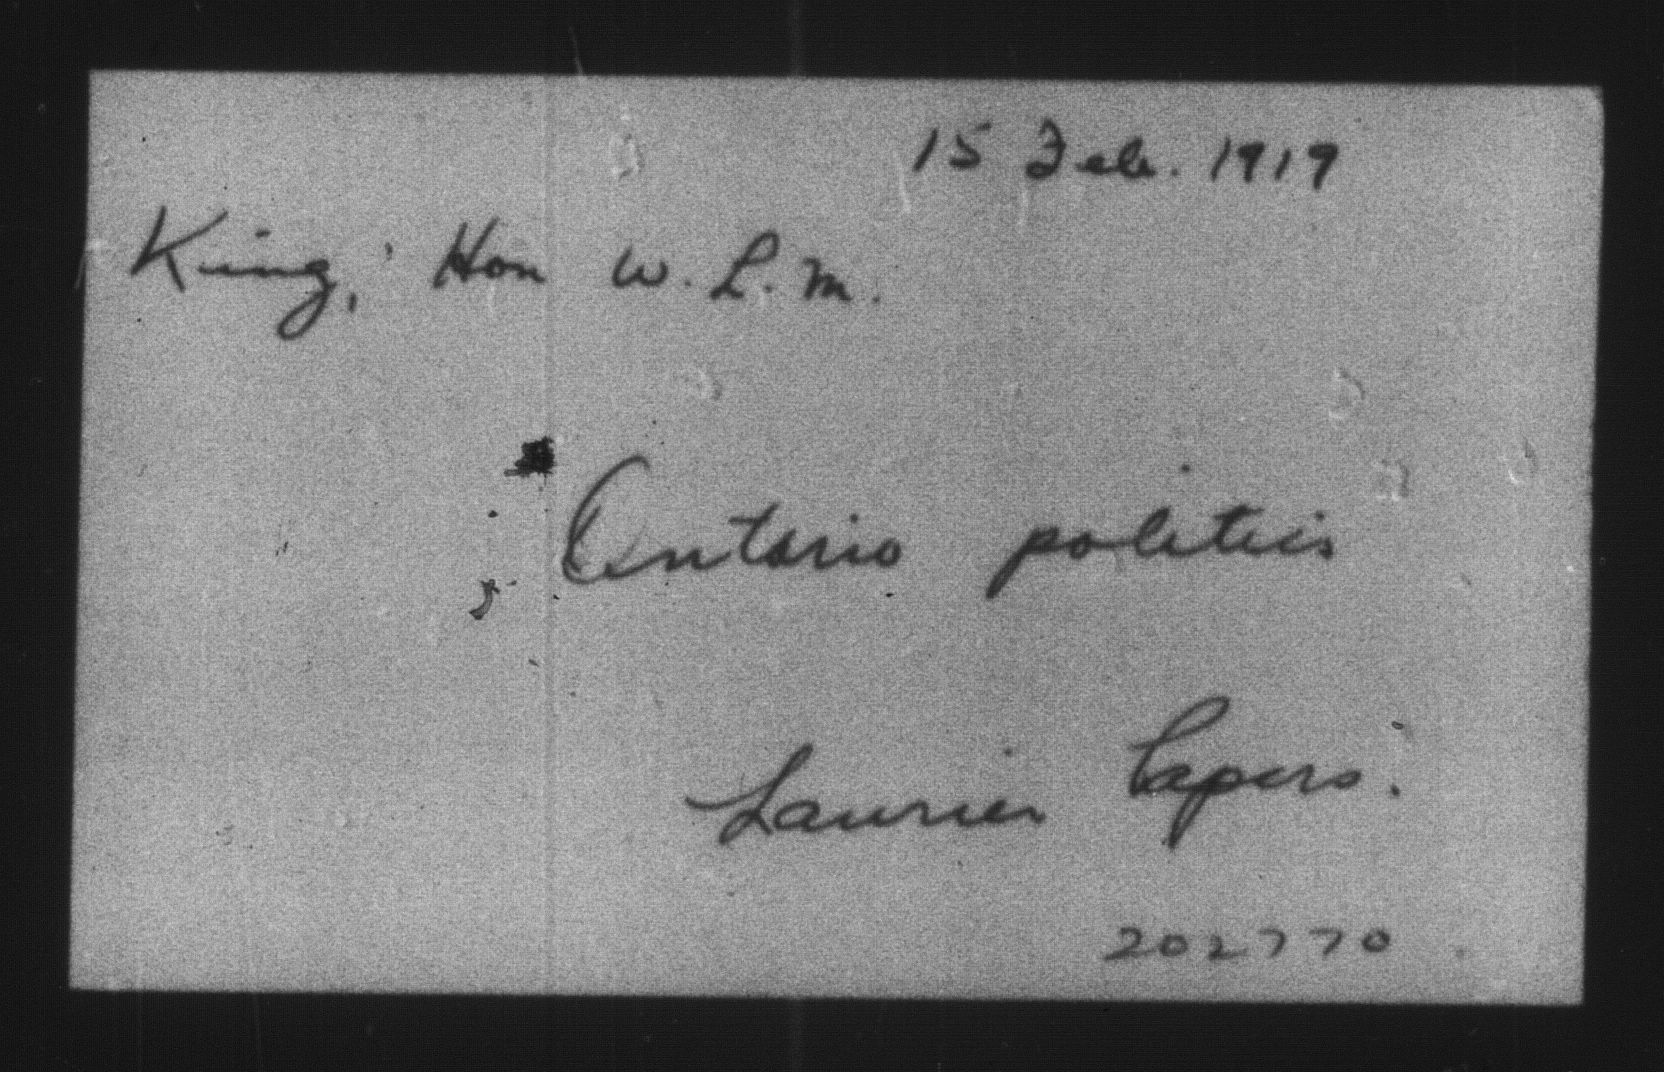 15 Feb. 1919
King, Hon W.L.M.
Ontario politics
Laurier Papers.
202770